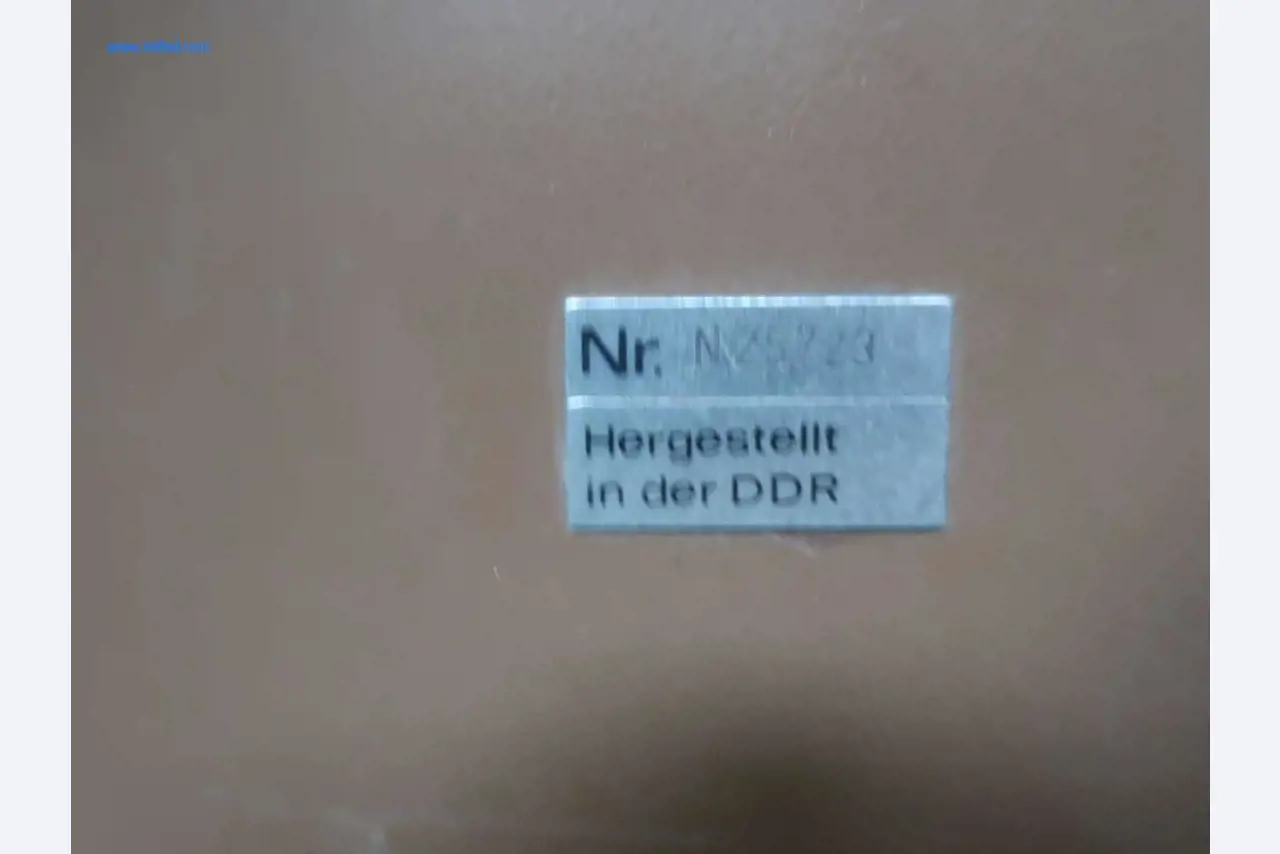 Nr.
Hergestellt
in der DDR